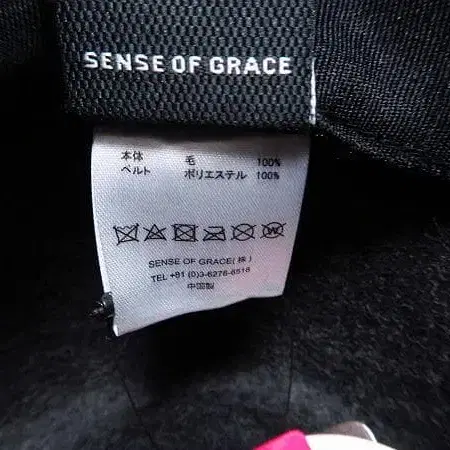 SENSE OF GRACE
本体 毛 100%
ベルト ポリエステル 100%
SENSE OF GRACE(株)
TEL +81 (0)3-6276-6516
中国製